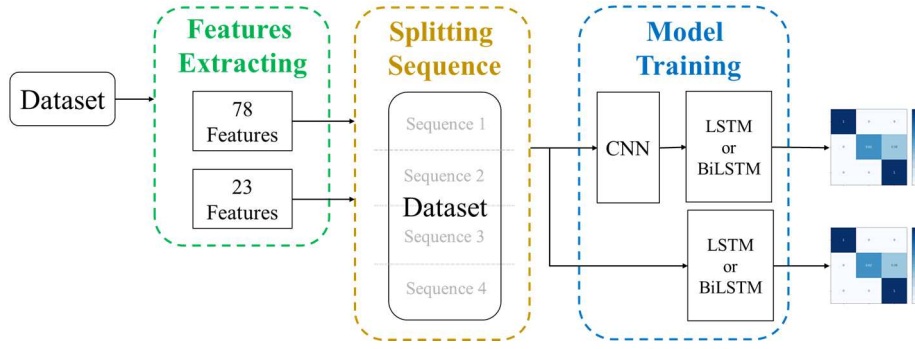 Features
Extracting
Splitting
Sequence
Model
Training
Dataset
78
Features
23
Features
Sequence 1
Sequence 2
Dataset
Sequence 3
Sequence 4
CNN
LSTM
or
BiLSTM
LSTM
or
BiLSTM